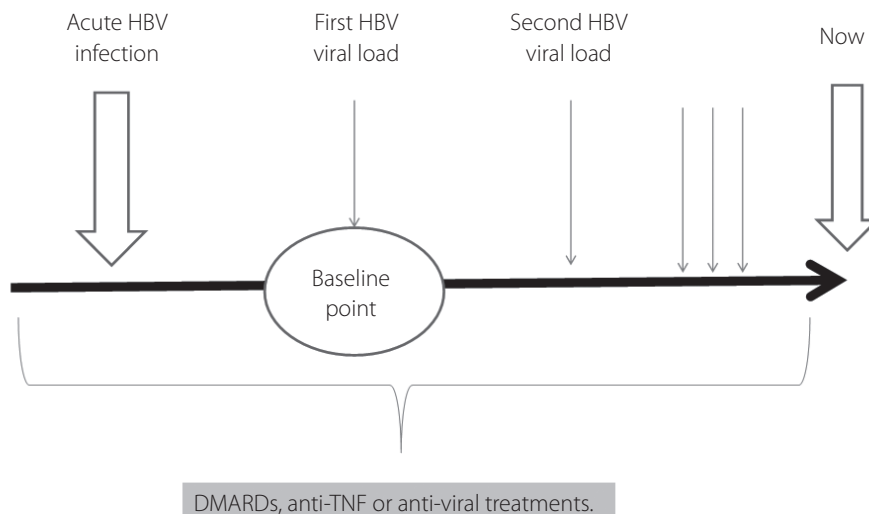 Acute HBV
infection
First HBV
viral load
Second HBV
viral load
Now
Baseline
point
DMARDs, anti-TNF or anti-viral treatments.